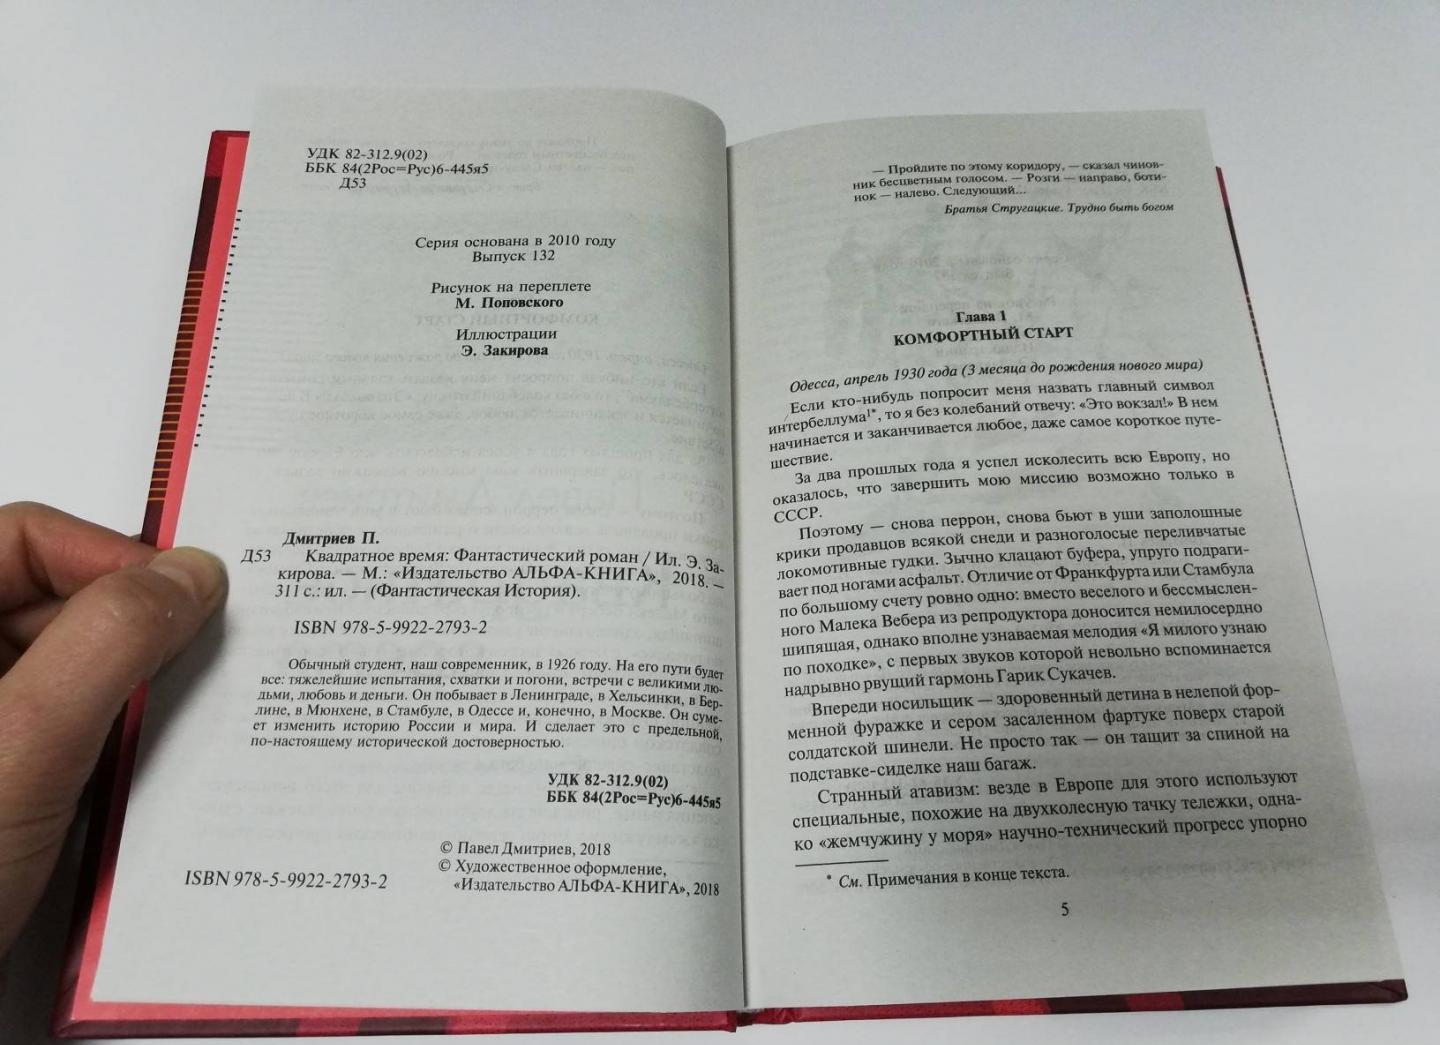 УДК 82-312.9(02)
ББК 84(2Рос=Рус)6-445я5
Д53
Серия основана в 2010 году
Выпуск 132
Рисунок на переплете
М. Поповского
Иллюстрации
Э. Закирова
Дмитриев П.
Д53 Квадратное время: Фантастический роман / Ил. Э. За-
кирова. — М.: «Издательство АЛЬФА-КНИГА», 2018. —
311 с.: ил. — (Фантастическая История).
ISBN 978-5-9922-2793-2
Обычный студент, наш современник, в 1926 году. На его пути будет
все: тяжелейшие испытания, схватки и погони, встречи с великими лю-
дьми, любовь и деньги. Он побывает в Ленинграде, в Хельсинки, в Бер-
лине, в Мюнхене, в Стамбуле, в Одессе и, конечно, в Москве. Он суме-
ет изменить историю России и мира. И сделает это с предельной,
по-настоящему исторической достоверностью.
УДК 82-312.9(02)
ББК 84(2Рос=Рус)6-445я5
© Павел Дмитриев, 2018
© Художественное оформление,
«Издательство АЛЬФА-КНИГА», 2018
ISBN 978-5-9922-2793-2
— Пройдите по этому коридору, — сказал чинов-
ник бесцветным голосом. — Розги — направо, боти-
нок — налево. Следующий...
Братья Стругацкие. Трудно быть богом
Глава 1
КОМФОРТНЫЙ СТАРТ
Одесса, апрель 1930 года (3 месяца до рождения нового мира)
Если кто-нибудь попросит меня назвать главный символ
интербеллума¹*, то я без колебаний отвечу: «Это вокзал!» В нем
начинается и заканчивается любое, даже самое короткое путе-
шествие.
За два прошлых года я успел исколесить всю Европу, но
оказалось, что завершить мою миссию возможно только в
СССР.
Поэтому — снова перрон, снова бьют в уши заполошные
крики продавцов всякой снеди и разноголосые переливчатые
локомотивные гудки. Зычно клацают буфера, упруго подраги-
вает под ногами асфальт. Отличие от Франкфурта или Стамбула
по большому счету ровно одно: вместо веселого и бессмыслен-
ного Малека Вебера из репродуктора доносится немилосердно
шипящая, однако вполне узнаваемая мелодия «Я милого узнаю
по походке», с первых звуков которой невольно вспоминается
надрывно рвущий гармонь Гарик Сукачев.
Впереди носильщик — здоровенный детина в нелепой фор-
менной фуражке и сером засаленном фартуке поверх старой
солдатской шинели. Не просто так — он тащит за спиной на
подставке-сиделке наш багаж.
Странный атавизм: везде в Европе для этого используют
специальные, похожие на двухколесную тачку тележки, одна-
ко «жемчужину у моря» научно-технический прогресс упорно
* См. Примечания в конце текста.
5